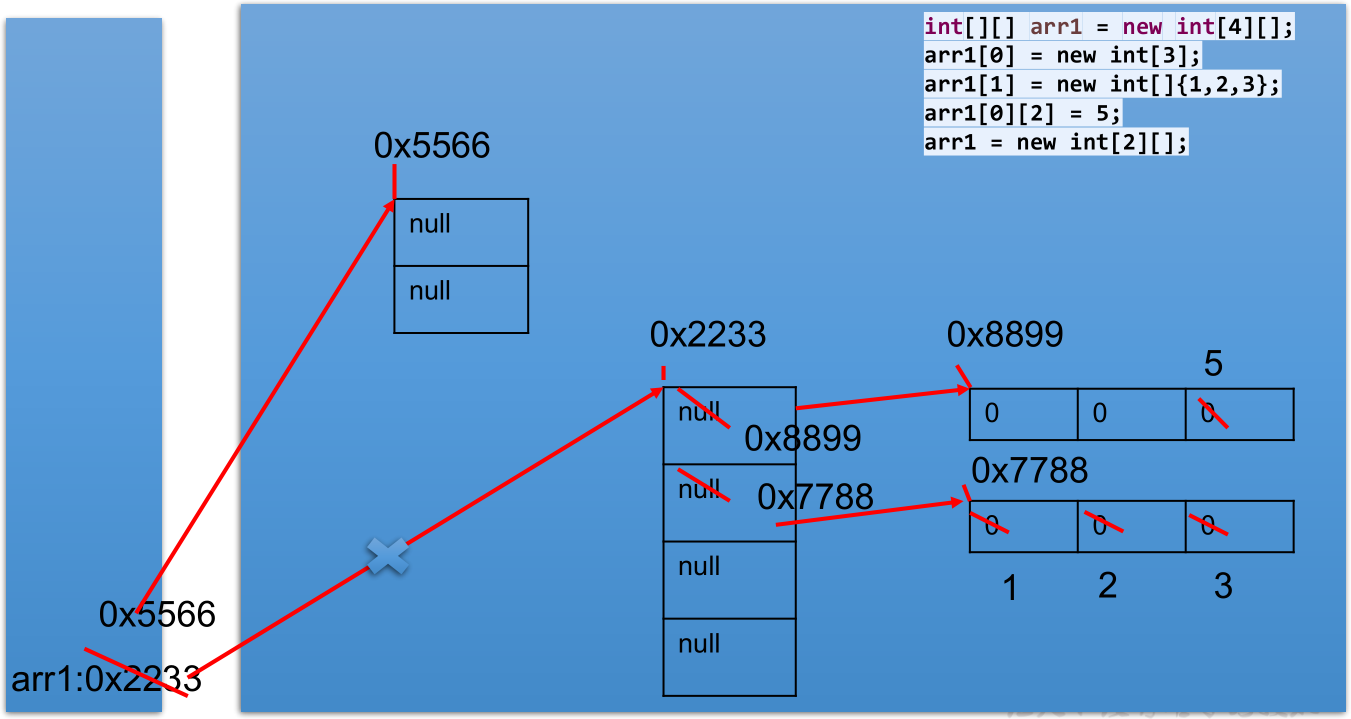 int[][] arr1 = new int[4][];
arr1[0] = new int[3];
arr1[1] = new int[]{1,2,3};
arr1[0][2] = 5;
arr1 = new int[2][];
0x5566
null
null
0x2233
0x8899
5
null
0x8899
0 0 0
0x7788
null
0x7788
0 0 0
null
1 2 3
null
0x5566
arr1:0x2233